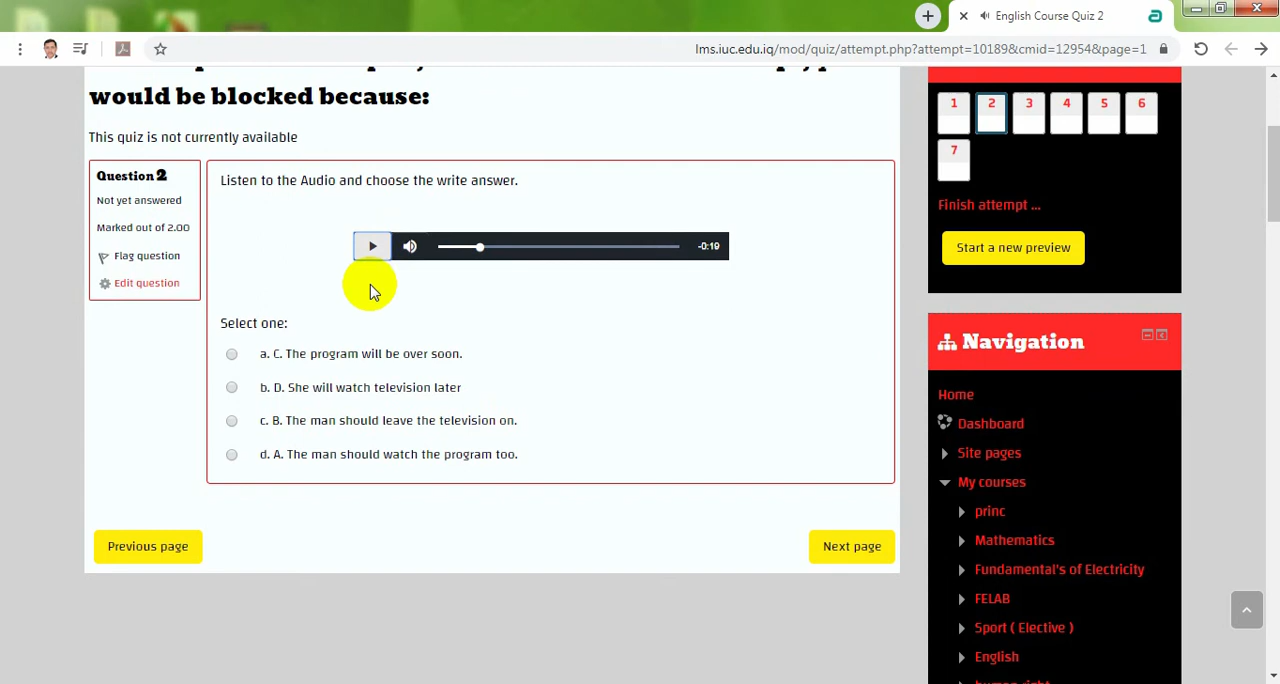 English Course Quiz 2
lms.iuc.edu.iq/mod/quiz/attempt.php?attempt=10189&cmid=12954&page=1
would be blocked because:
This quiz is not currently available
Question 2
Not yet answered
Marked out of 2.00
Flag question
Edit question
Listen to the Audio and choose the write answer.
-0:19
Select one:
a. C. The program will be over soon.
b. D. She will watch television later
c. B. The man should leave the television on.
d. A. The man should watch the program too.
Previous page
Next page
1 2 3 4 5 6
7
Finish attempt ...
Start a new preview
Navigation
Home
Dashboard
Site pages
My courses
princ
Mathematics
Fundamental's of Electricity
FELAB
Sport ( Elective )
English